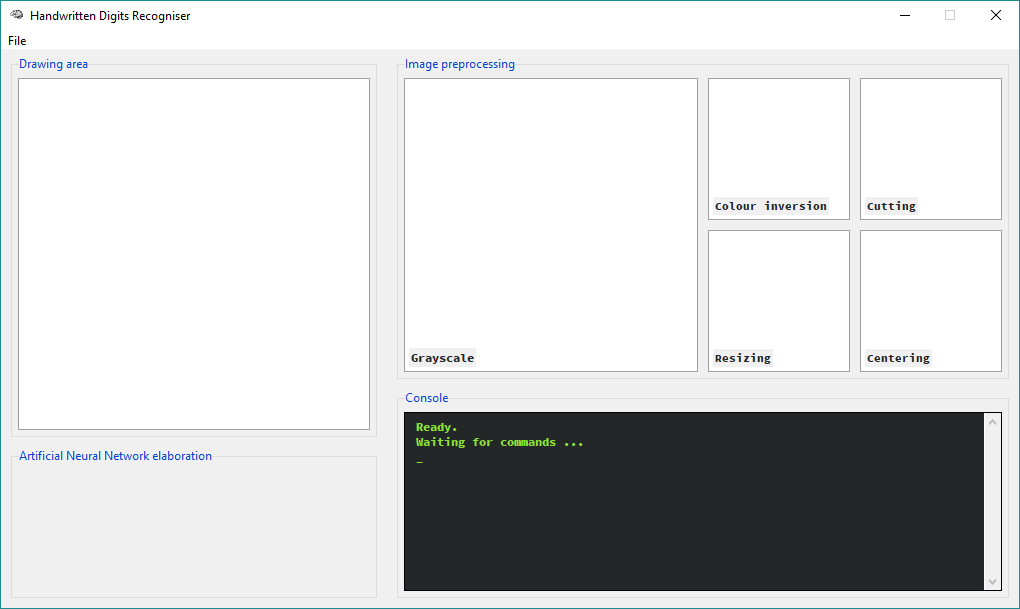 Handwritten Digits Recogniser
File
Drawing area
Image preprocessing
Grayscale
Colour inversion
Cutting
Resizing
Centering
Artificial Neural Network elaboration
Console
Ready.
Waiting for commands ...
_